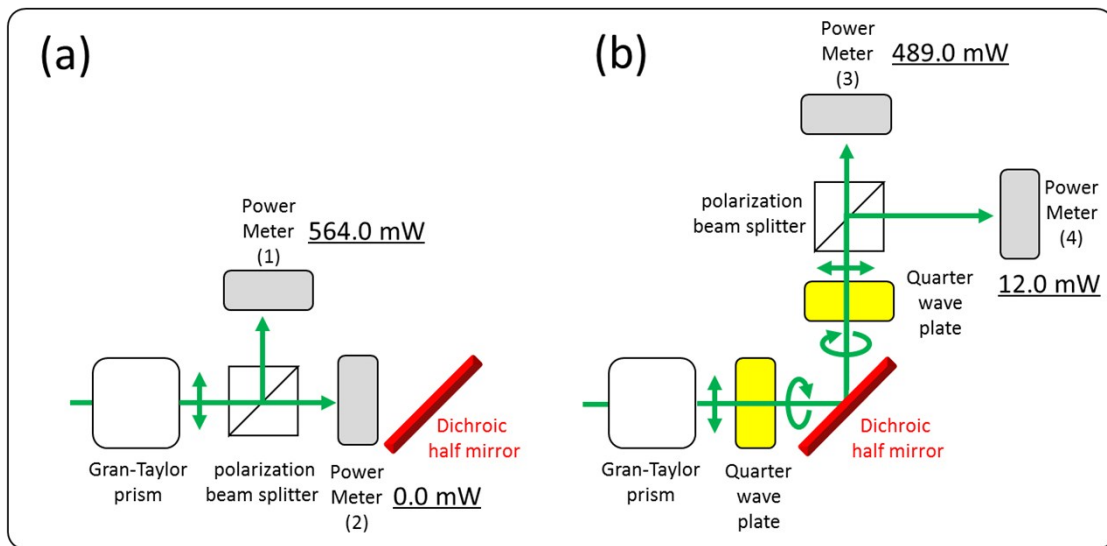 (a)
Power
Meter
(1)
564.0 mW
Gran-Taylor
prism
polarization
beam splitter
Power
Meter
(2)
0.0 mW
Dichroic
half mirror
(b)
Power
Meter
(3)
489.0 mW
polarization
beam splitter
Power
Meter
(4)
12.0 mW
Quarter
wave
plate
Gran-Taylor
prism
Quarter
wave
plate
Dichroic
half mirror